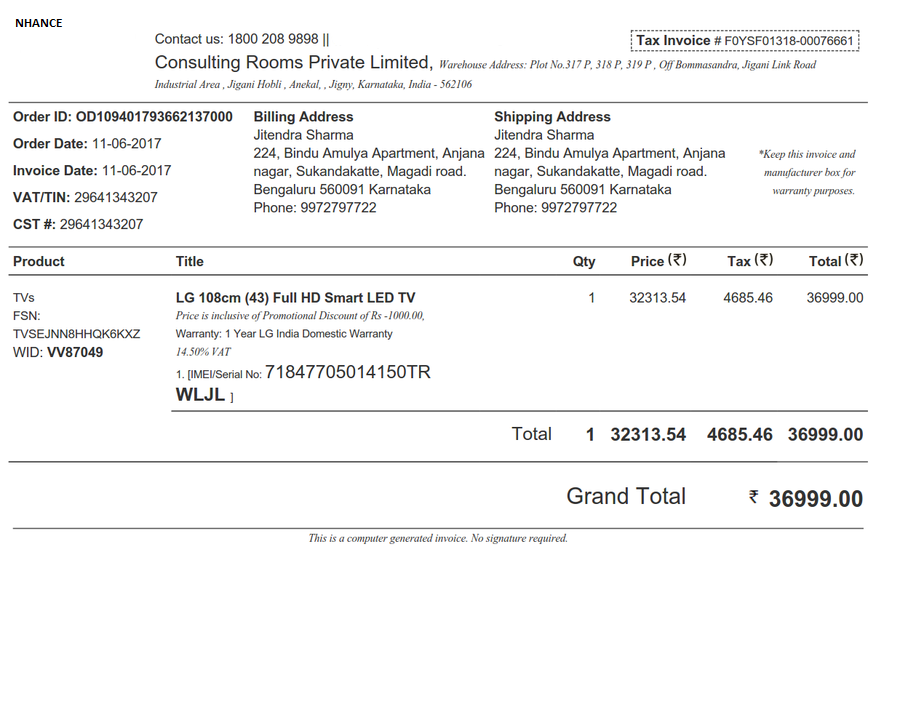 NHANCE
Contact us: 1800 208 9898 ||
Tax Invoice # F0YSF01318-00076661
Consulting Rooms Private Limited, Warehouse Address: Plot No.317 P, 318 P, 319 P , Off Bommasandra, Jigani Link Road
Industrial Area , Jigani Hobli , Anekal, , Jigny, Karnataka, India - 562106
Order ID: OD109401793662137000
Order Date: 11-06-2017
Invoice Date: 11-06-2017
VAT/TIN: 29641343207
CST #: 29641343207
Billing Address
Jitendra Sharma
224, Bindu Amulya Apartment, Anjana
nagar, Sukandakatte, Magadi road.
Bengaluru 560091 Karnataka
Phone: 9972797722
Shipping Address
Jitendra Sharma
224, Bindu Amulya Apartment, Anjana
nagar, Sukandakatte, Magadi road.
Bengaluru 560091 Karnataka
Phone: 9972797722
*Keep this invoice and
manufacturer box for
warranty purposes.
Product Title Qty Price (₹) Tax (₹) Total (₹)
TVs
FSN:
TVSEJNN8HHQK6KXZ
WID: VV87049
LG 108cm (43) Full HD Smart LED TV 1 32313.54 4685.46 36999.00
Price is inclusive of Promotional Discount of Rs -1000.00,
Warranty: 1 Year LG India Domestic Warranty
14.50% VAT
1. [IMEI/Serial No: 71847705014150TR
WLJL ]
Total 1 32313.54 4685.46 36999.00
Grand Total ₹ 36999.00
This is a computer generated invoice. No signature required.